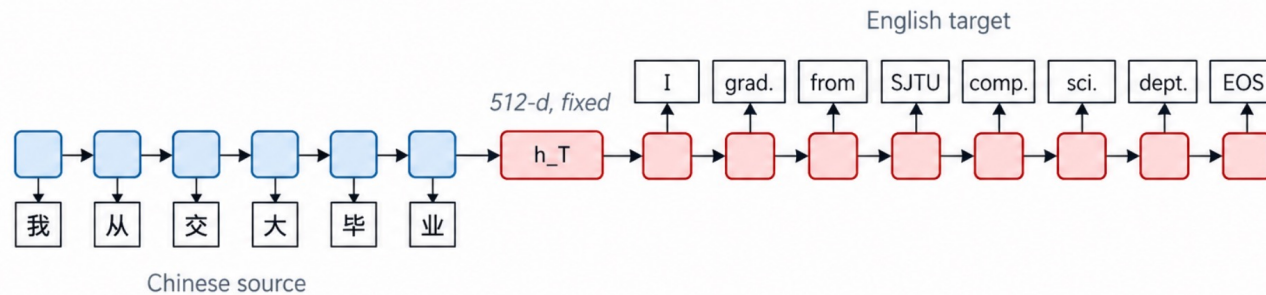 English target
512-d, fixed
I grad. from SJTU comp. sci. dept. EOS
h_T
我 从 交 大 毕 业
Chinese source